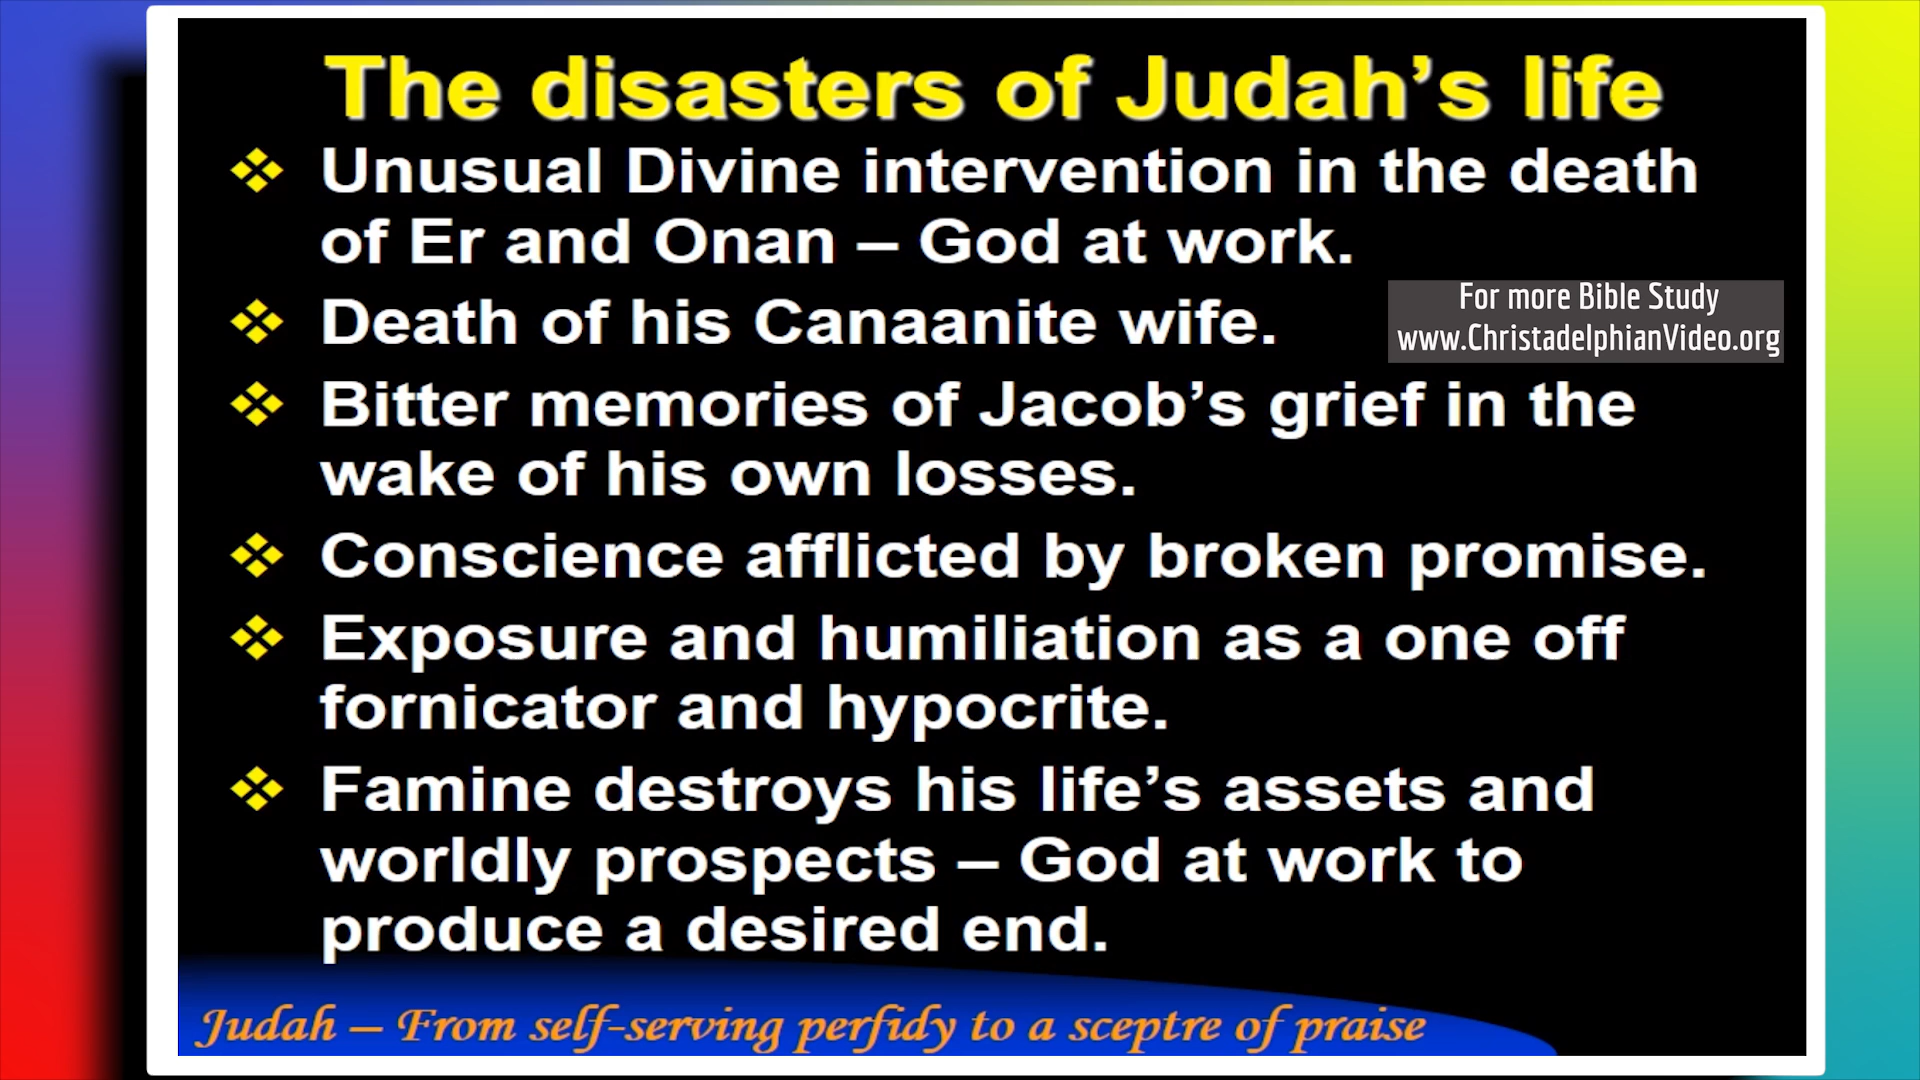 The disasters of Judah’s life
❖ Unusual Divine intervention in the death
of Er and Onan – God at work.
❖ Death of his Canaanite wife.
For more Bible Study
www.ChristadelphianVideo.org
❖ Bitter memories of Jacob’s grief in the
wake of his own losses.
❖ Conscience afflicted by broken promise.
❖ Exposure and humiliation as a one off
fornicator and hypocrite.
❖ Famine destroys his life’s assets and
worldly prospects – God at work to
produce a desired end.
Judah – From self-serving perfidy to a sceptre of praise